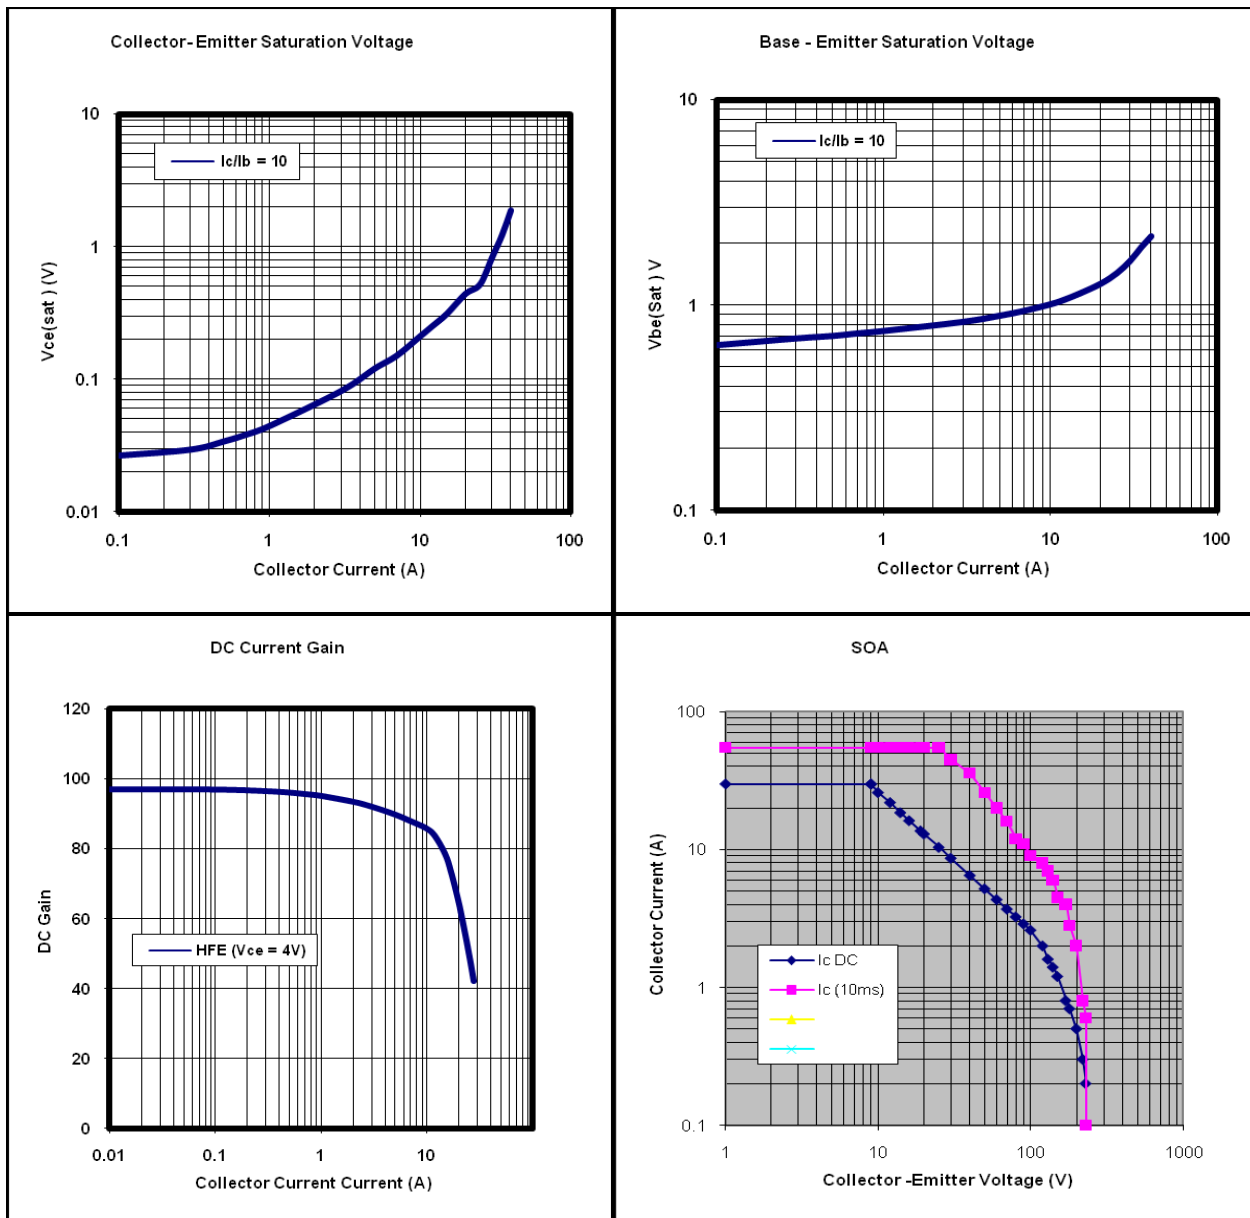 Collector-Emitter Saturation Voltage
10
Ic/Ib = 10
1
Vce(sat ) (V)
0.1
0.01
0.1 1 10 100
Collector Current (A)
Base - Emitter Saturation Voltage
10
Ic/Ib = 10
Vbe(Sat ) V
1
0.1
0.1 1 10 100
Collector Current (A)
DC Current Gain
120
100
80
DC Gain
60
HFE (Vce = 4V)
40
20
0
0.01 0.1 1 10
Collector Current Current (A)
SOA
100
10
Collector Current (A)
Ic DC
Ic (10ms)
1
0.1
1 10 100 1000
Collector -Emitter Voltage (V)